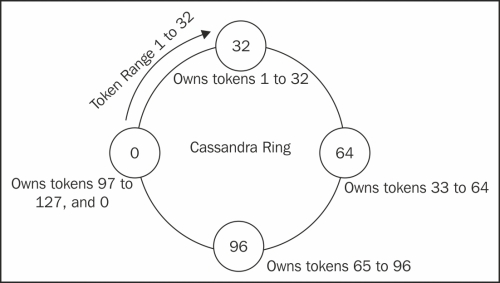 Token Range 1 to 32
32
Owns tokens 1 to 32
0
Cassandra Ring
64
Owns tokens 97 to
127, and 0
Owns tokens 33 to 64
96
Owns tokens 65 to 96